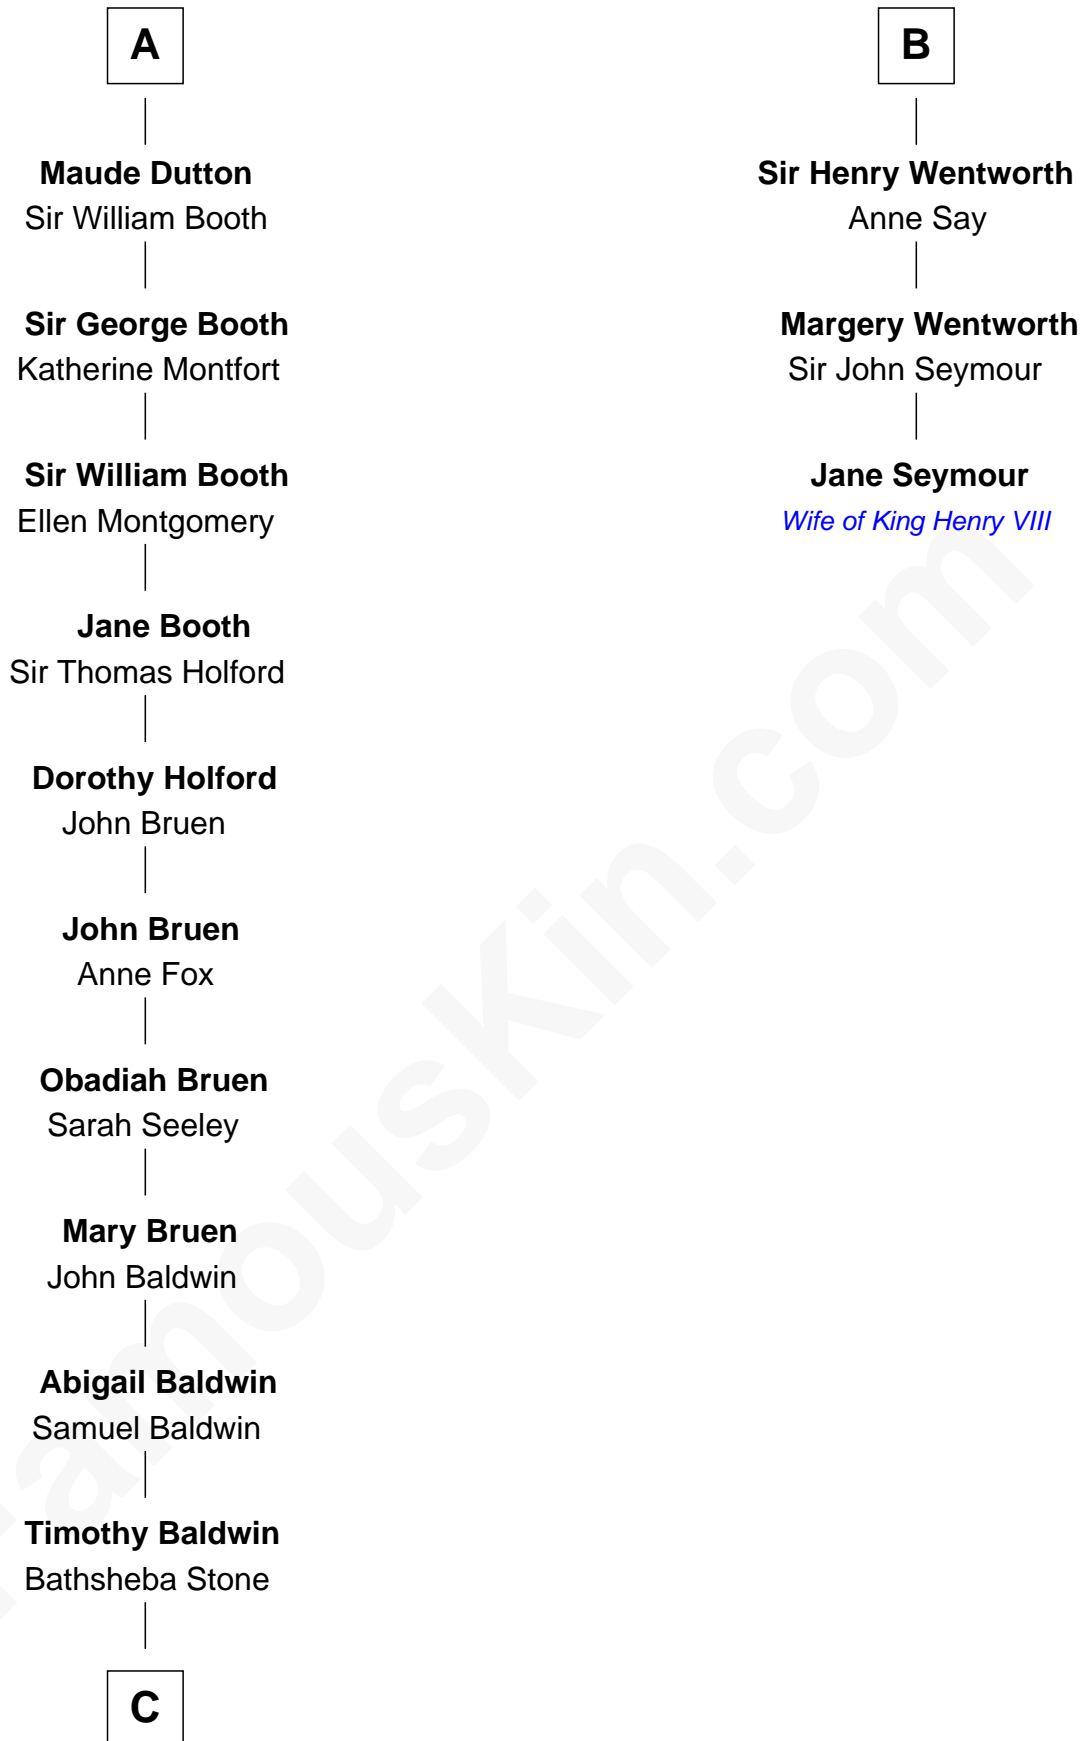 A
Maude Dutton
Sir William Booth
Sir George Booth
Katherine Montfort
Sir William Booth
Ellen Montgomery
Jane Booth
Sir Thomas Holford
Dorothy Holford
John Bruen
John Bruen
Anne Fox
Obadiah Bruen
Sarah Seeley
Mary Bruen
John Baldwin
Abigail Baldwin
Samuel Baldwin
Timothy Baldwin
Bathsheba Stone
C
B
Sir Henry Wentworth
Anne Say
Margery Wentworth
Sir John Seymour
Jane Seymour
Wife of King Henry VIII
FamousKin.com